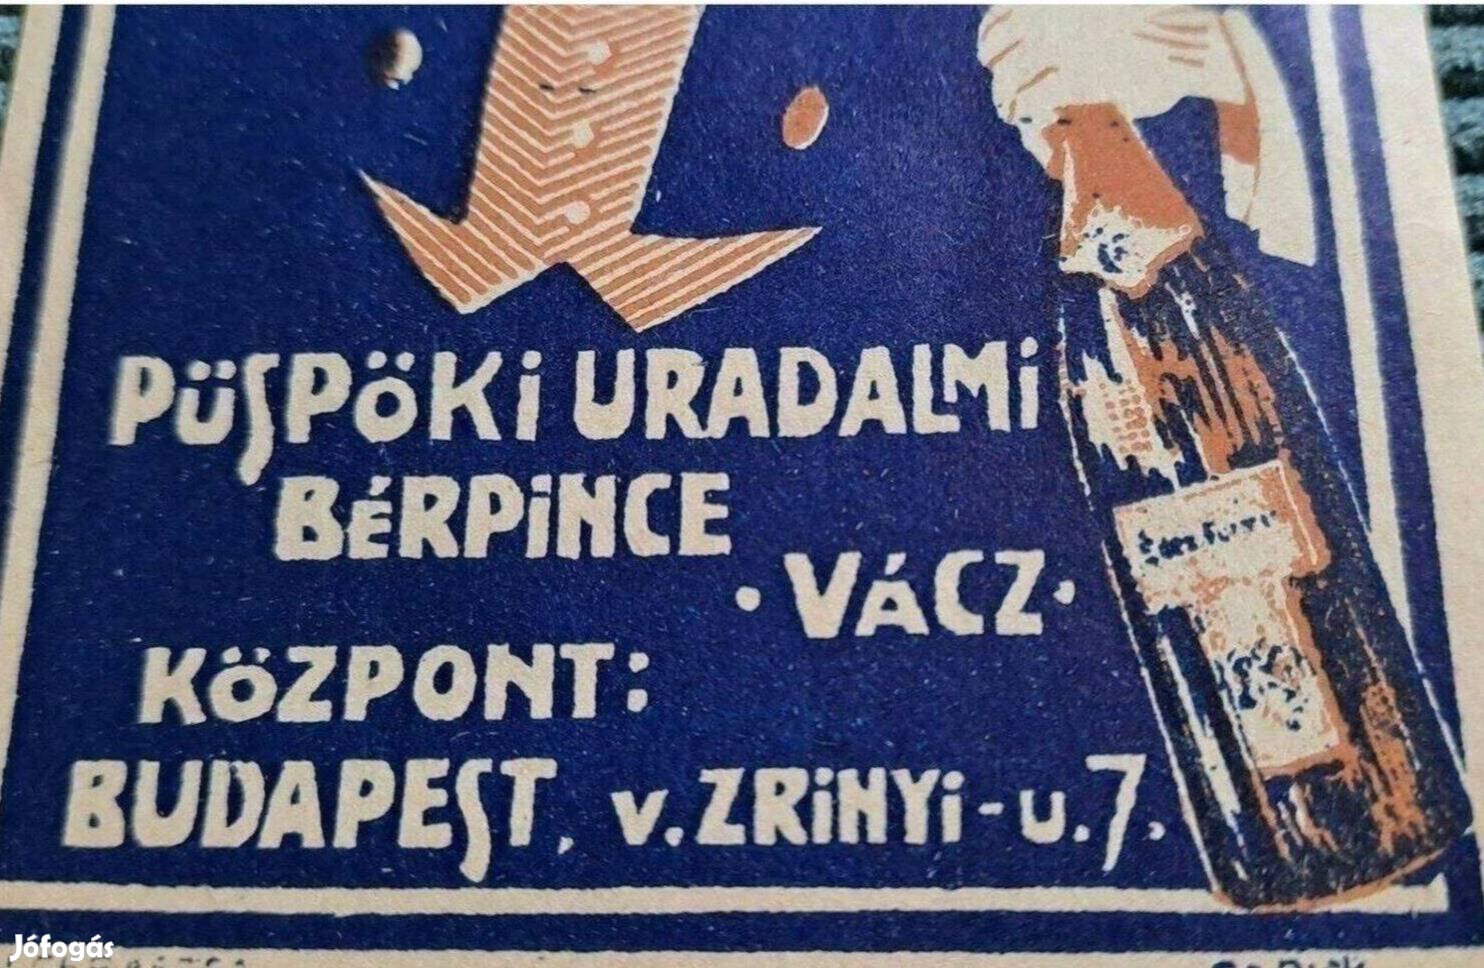 PÜSPÖKI URADALMI
BÉRPINCE
· VÁCZ ·
KÖZPONT:
BUDAPEST, V. ZRINYI-U. 7.
Jófogás